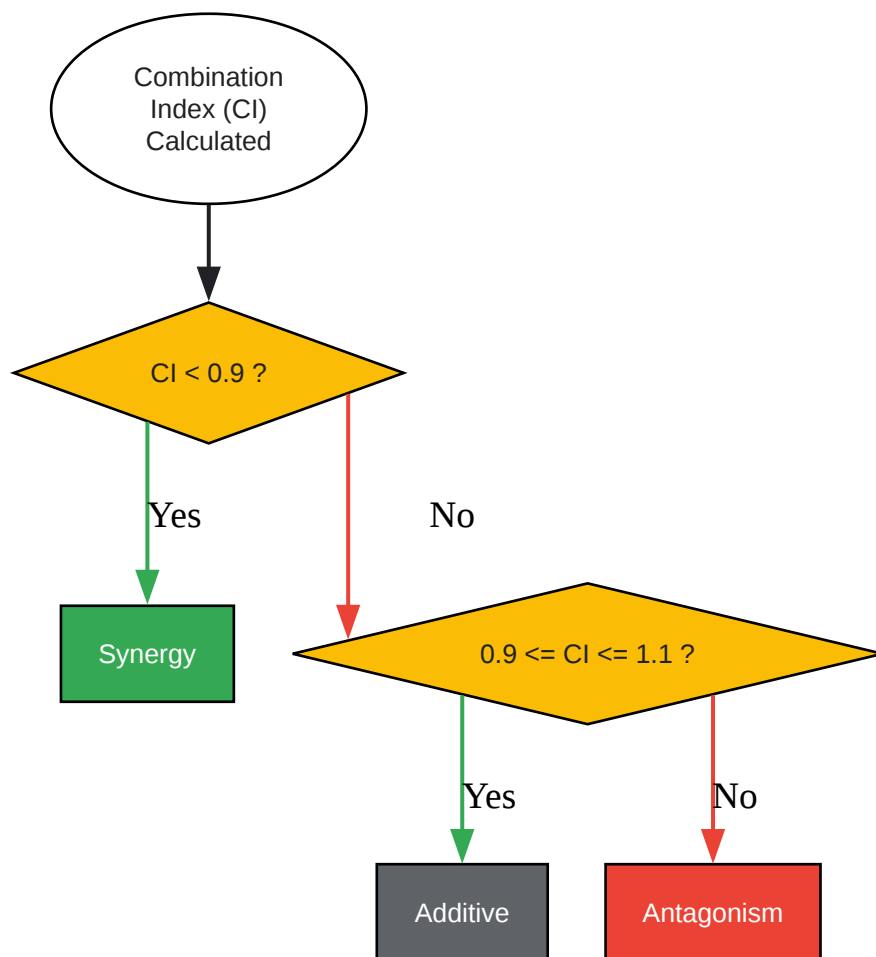 Combination
Index (CI)
Calculated
CI < 0.9 ?
Yes
No
Synergy
0.9 <= CI <= 1.1 ?
Yes
No
Additive
Antagonism